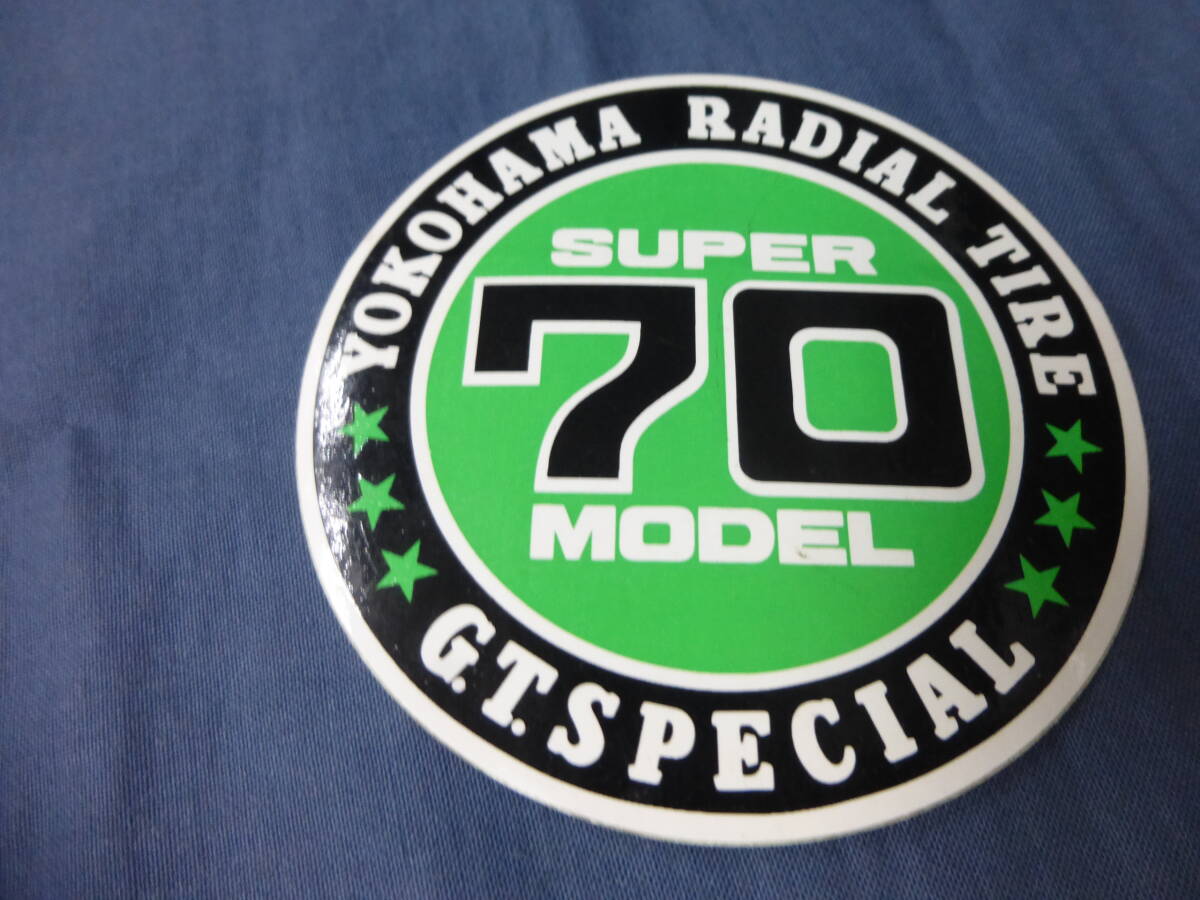 YOKOHAMA RADIAL TIRE
SUPER
70
MODEL
G.T.SPECIAL